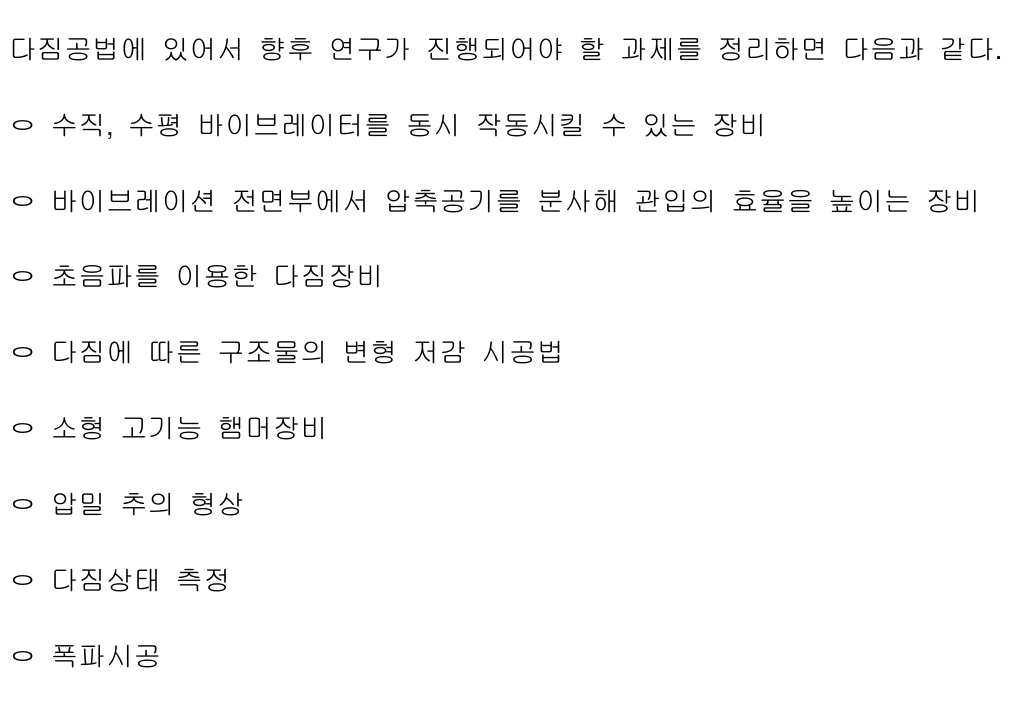 다짐공법에 있어서 향후 연구가 진행되어야 할 과제를 정리하면 다음과 같다.
ㅇ 수직, 수평 바이브레이터를 동시 작동시킬 수 있는 장비
ㅇ 바이브레이션 전면부에서 압축공기를 분사해 관입의 효율을 높이는 장비
ㅇ 초음파를 이용한 다짐장비
ㅇ 다짐에 따른 구조물의 변형 저감 시공법
ㅇ 소형 고기능 햄머장비
ㅇ 압밀 추의 형상
ㅇ 다짐상태 측정
ㅇ 폭파시공